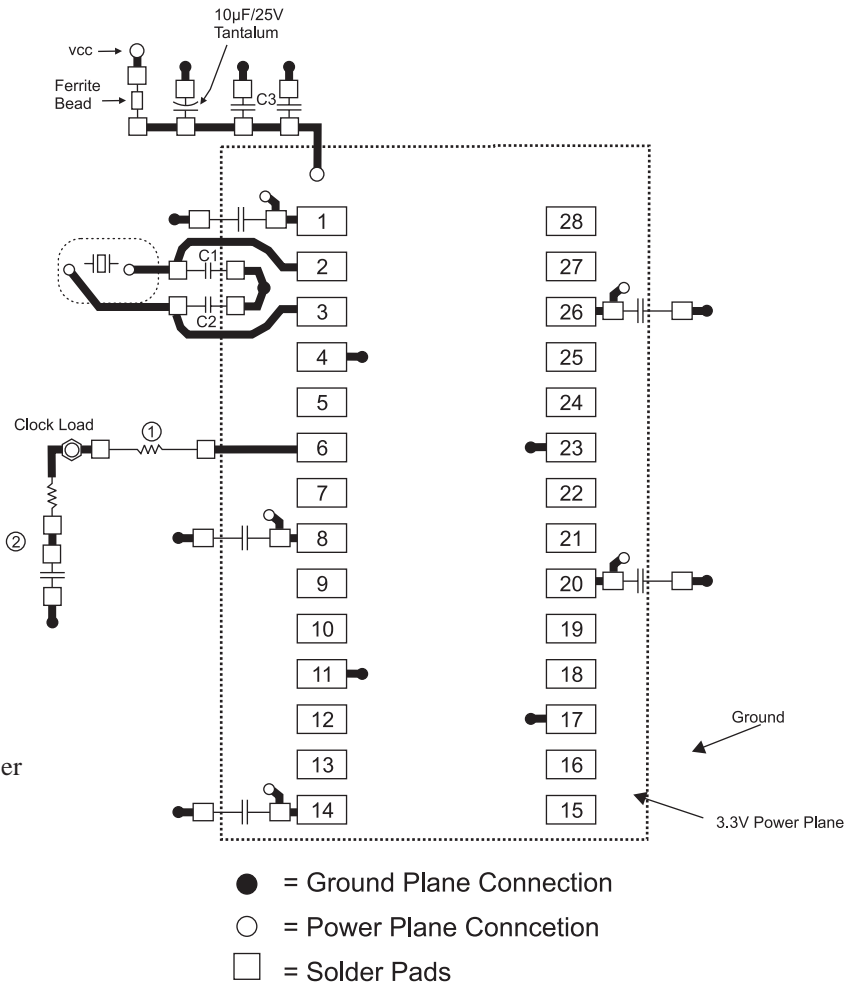 10µF/25V
Tantalum
vcc
Ferrite
Bead
C3
1
28
C1
2
27
C2
3
26
4
25
5
24
Clock Load
1
6
23
7
22
2
8
21
9
20
10
19
11
18
12
17
Ground
er
13
16
14
15
3.3V Power Plane
= Ground Plane Connection
= Power Plane Conncetion
= Solder Pads